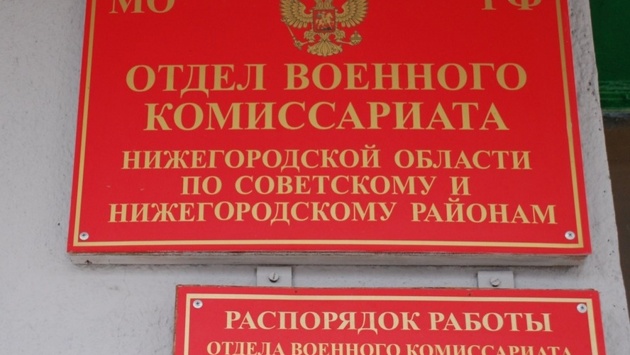 МО РФ
ОТДЕЛ ВОЕННОГО
КОМИССАРИАТА
НИЖЕГОРОДСКОЙ ОБЛАСТИ
ПО СОВЕТСКОМУ И
НИЖЕГОРОДСКОМУ РАЙОНАМ
РАСПОРЯДОК РАБОТЫ
ОТДЕЛА ВОЕННОГО КОМИССАРИАТА